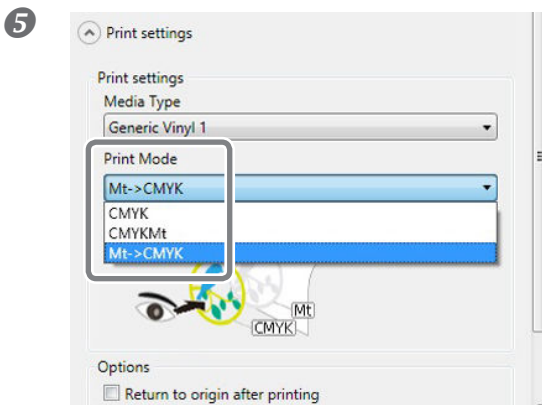 5
Print settings
Print settings
Media Type
Generic Vinyl 1
Print Mode
Mt->CMYK
CMYK
CMYKMt
Mt->CMYK
Mt
CMYK
Options
Return to origin after printing